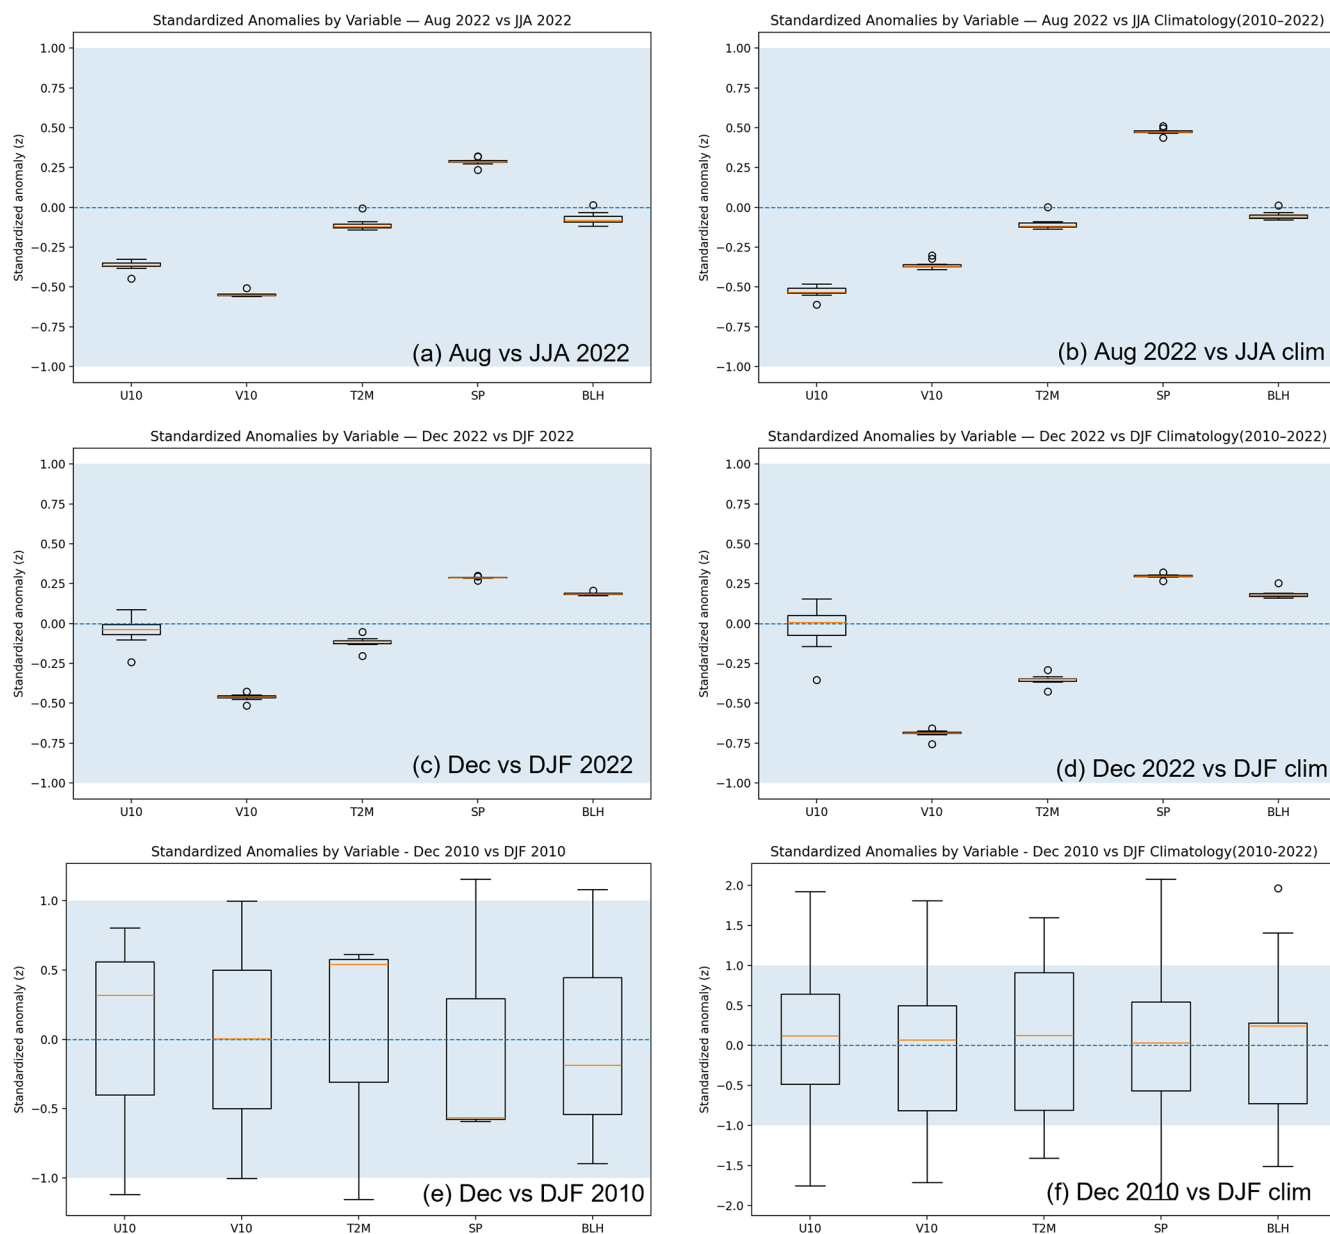 Standardized Anomalies by Variable — Aug 2022 vs JJA 2022
Standardized anomaly (z)
1.00
0.75
0.50
0.25
0.00
−0.25
−0.50
−0.75
−1.00
(a) Aug vs JJA 2022
U10 V10 T2M SP BLH
Standardized Anomalies by Variable — Aug 2022 vs JJA Climatology(2010–2022)
Standardized anomaly (z)
1.00
0.75
0.50
0.25
0.00
−0.25
−0.50
−0.75
−1.00
(b) Aug 2022 vs JJA clim
U10 V10 T2M SP BLH
Standardized Anomalies by Variable — Dec 2022 vs DJF 2022
Standardized anomaly (z)
1.00
0.75
0.50
0.25
0.00
−0.25
−0.50
−0.75
−1.00
(c) Dec vs DJF 2022
U10 V10 T2M SP BLH
Standardized Anomalies by Variable — Dec 2022 vs DJF Climatology(2010–2022)
Standardized anomaly (z)
1.00
0.75
0.50
0.25
0.00
−0.25
−0.50
−0.75
−1.00
(d) Dec 2022 vs DJF clim
U10 V10 T2M SP BLH
Standardized Anomalies by Variable - Dec 2010 vs DJF 2010
Standardized anomaly (z)
1.0
0.5
0.0
−0.5
−1.0
(e) Dec vs DJF 2010
U10 V10 T2M SP BLH
Standardized Anomalies by Variable - Dec 2010 vs DJF Climatology(2010-2022)
Standardized anomaly (z)
2.0
1.5
1.0
0.5
0.0
−0.5
−1.0
−1.5
−2.0
(f) Dec 2010 vs DJF clim
U10 V10 T2M SP BLH